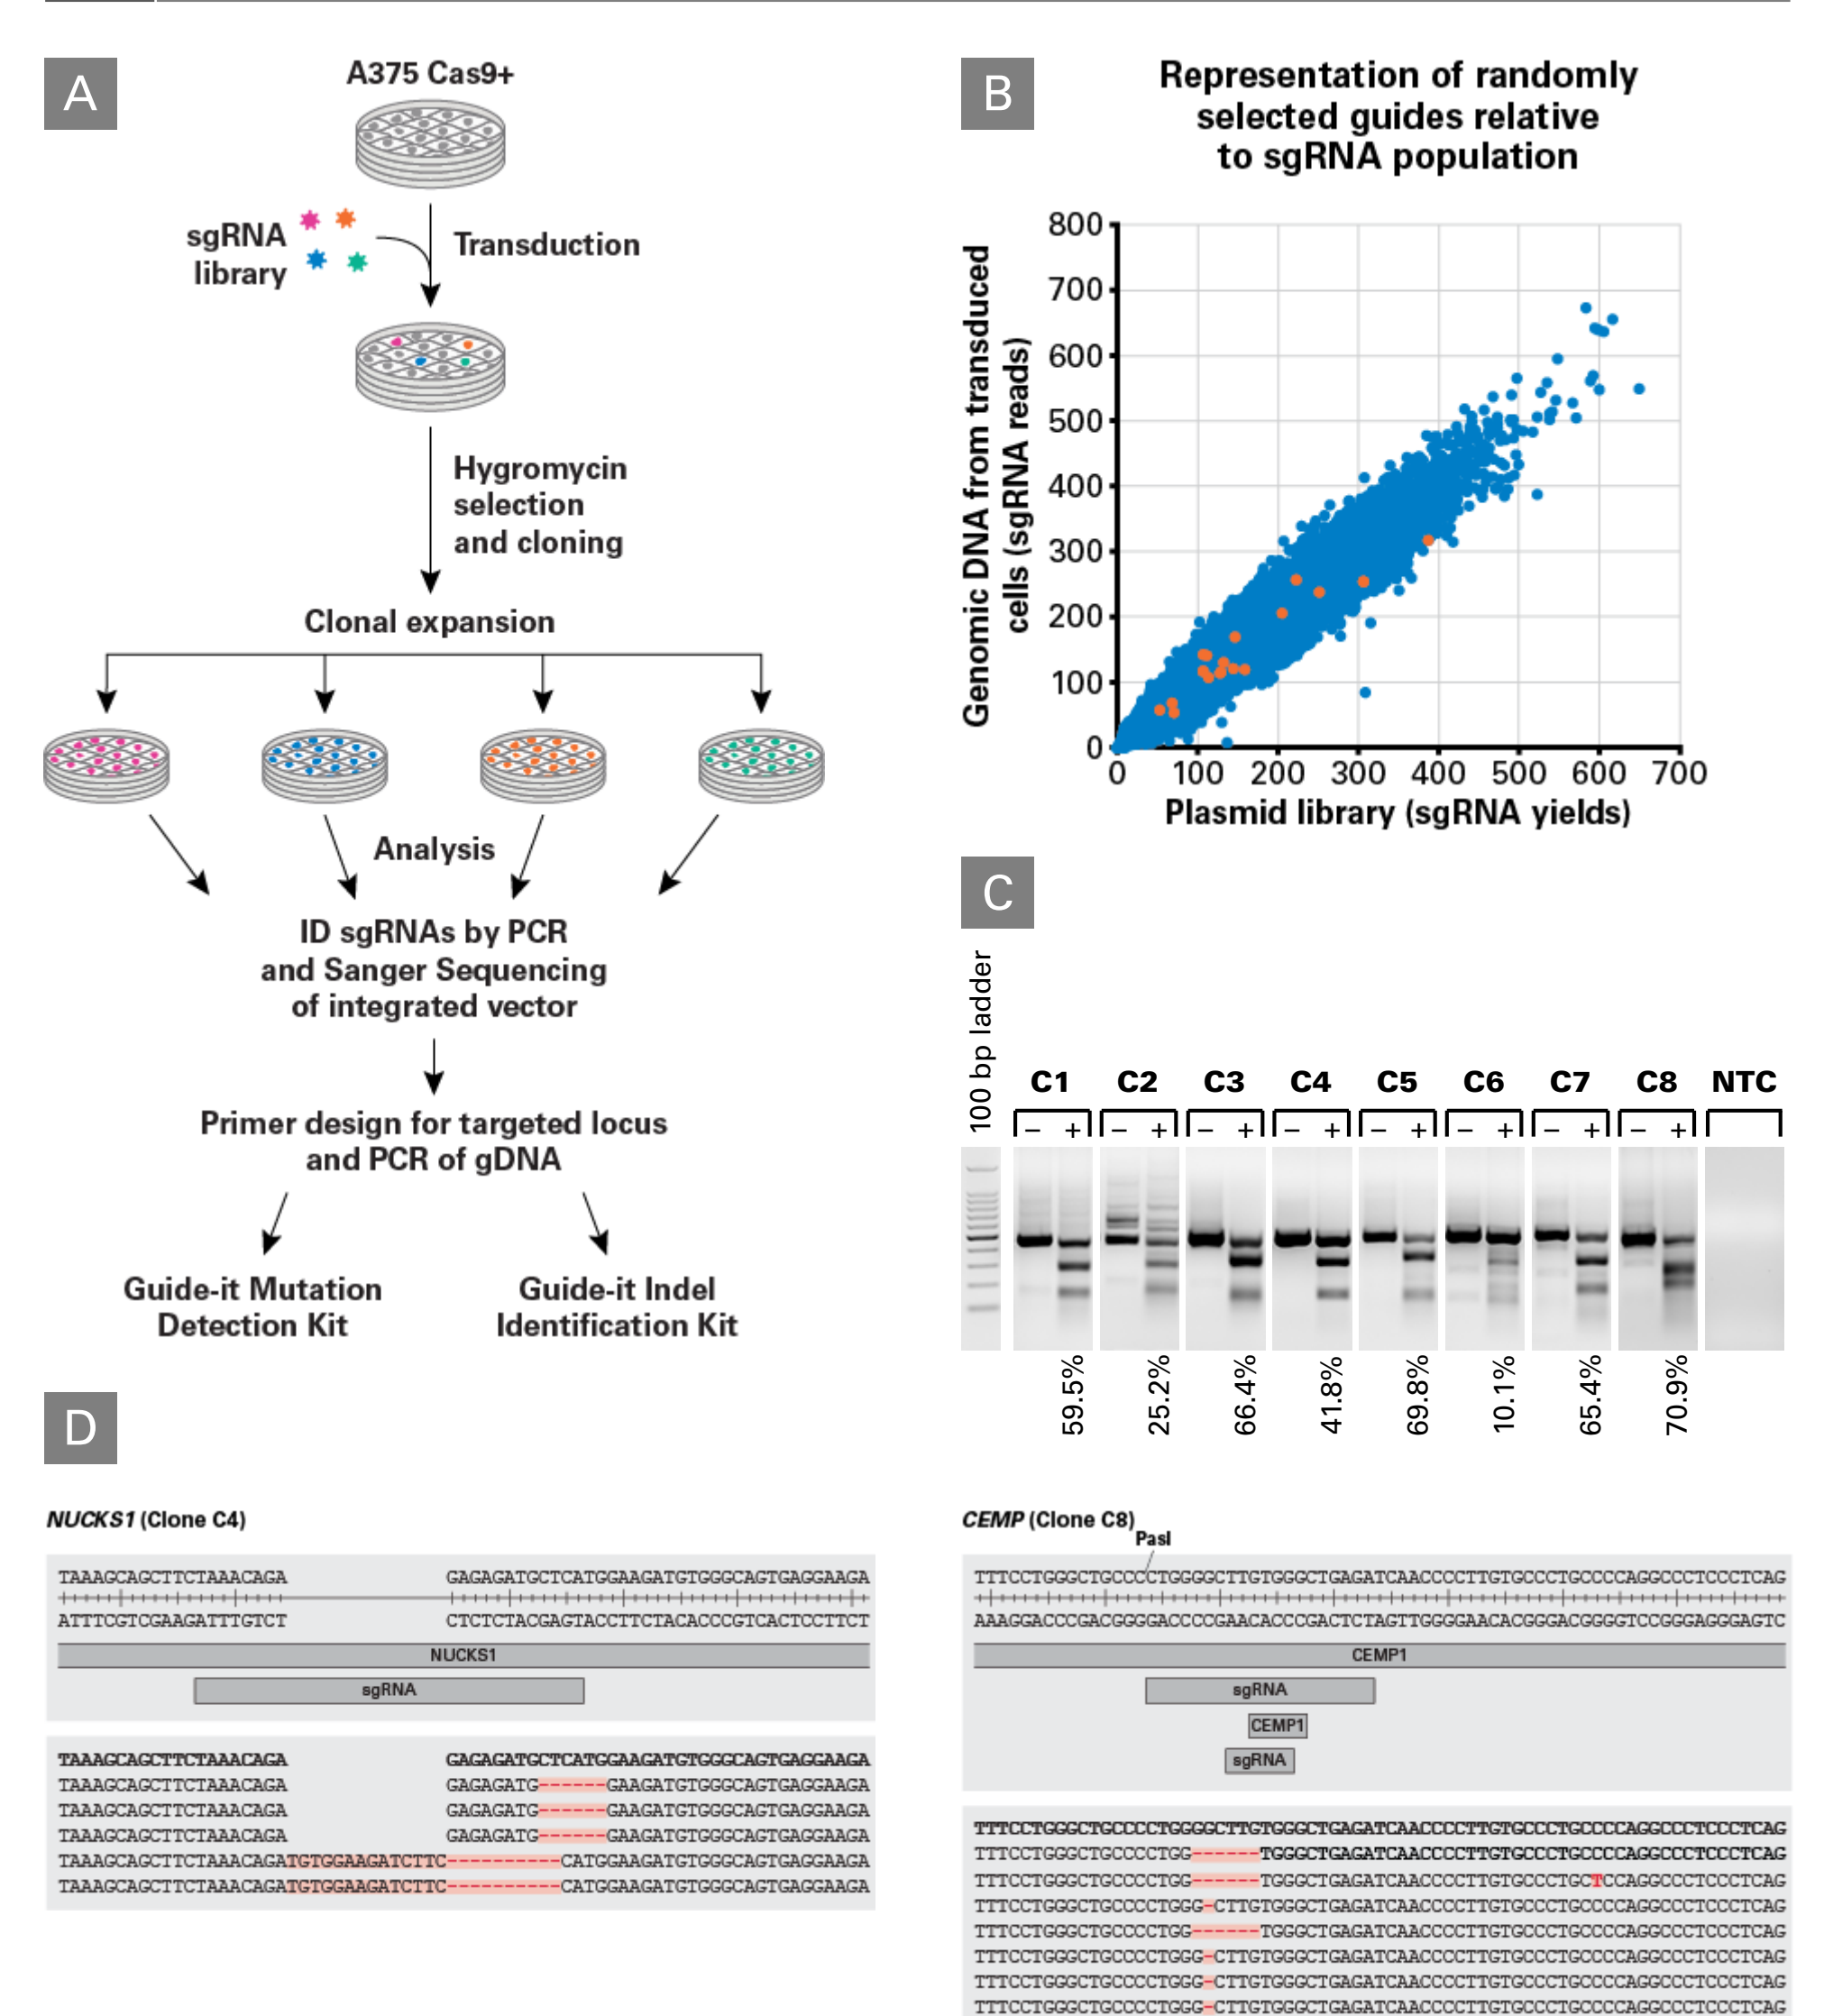 A
A375 Cas9+
sgRNA
library
Transduction
Hygromycin
selection
and cloning
Clonal expansion
Analysis
ID sgRNAs by PCR
and Sanger Sequencing
of integrated vector
Primer design for targeted locus
and PCR of gDNA
Guide-it Mutation
Detection Kit
Guide-it Indel
Identification Kit
B
Representation of randomly
selected guides relative
to sgRNA population
Genomic DNA from transduced
cells (sgRNA reads)
800
700
600
500
400
300
200
100
0
0 100 200 300 400 500 600 700
Plasmid library (sgRNA yields)
C
100 bp ladder
C1 C2 C3 C4 C5 C6 C7 C8 NTC
– + – + – + – + – + – + – + – +
59.5% 25.2% 66.4% 41.8% 69.8% 10.1% 65.4% 70.9%
D
NUCKS1 (Clone C4)
TAAAGCAGCTTCTAAACAGA GAGAGATGCTCATGGAAGATGTGGGCAGTGAGGAAGA
ATTTCGTCGAAGATTTGTCT CTCTCTACGAGTACCTTCTACACCCGTCACTCCTTCT
NUCKS1
sgRNA
TAAAGCAGCTTCTAAACAGA GAGAGATGCTCATGGAAGATGTGGGCAGTGAGGAAGA
TAAAGCAGCTTCTAAACAGA GAGAGATG------GAAGATGTGGGCAGTGAGGAAGA
TAAAGCAGCTTCTAAACAGA GAGAGATG------GAAGATGTGGGCAGTGAGGAAGA
TAAAGCAGCTTCTAAACAGA GAGAGATG------GAAGATGTGGGCAGTGAGGAAGA
TAAAGCAGCTTCTAAACAGATGTGGAAGATCTTC----------CATGGAAGATGTGGGCAGTGAGGAAGA
TAAAGCAGCTTCTAAACAGATGTGGAAGATCTTC----------CATGGAAGATGTGGGCAGTGAGGAAGA
CEMP (Clone C8)
PasI
TTTCCTGGGCTGCCCCTGGGGCTTGTGGGCTGAGATCAACCCCTTGTGCCCTGCCCCAGGCCCTCCCTCAG
AAAGGACCCGACGGGGACCCCGAACACCCGACTCTAGTTGGGGAACACGGGACGGGGTCCGGGAGGGAGTC
CEMP1
sgRNA
CEMP1
sgRNA
TTTCCTGGGCTGCCCCTGGGGCTTGTGGGCTGAGATCAACCCCTTGTGCCCTGCCCCAGGCCCTCCCTCAG
TTTCCTGGGCTGCCCCTGG------TGGGCTGAGATCAACCCCTTGTGCCCTGCCCCAGGCCCTCCCTCAG
TTTCCTGGGCTGCCCCTGG------TGGGCTGAGATCAACCCCTTGTGCCCTGCTCCAGGCCCTCCCTCAG
TTTCCTGGGCTGCCCCTGGG-CTTGTGGGCTGAGATCAACCCCTTGTGCCCTGCCCCAGGCCCTCCCTCAG
TTTCCTGGGCTGCCCCTGG------TGGGCTGAGATCAACCCCTTGTGCCCTGCCCCAGGCCCTCCCTCAG
TTTCCTGGGCTGCCCCTGGG-CTTGTGGGCTGAGATCAACCCCTTGTGCCCTGCCCCAGGCCCTCCCTCAG
TTTCCTGGGCTGCCCCTGGG-CTTGTGGGCTGAGATCAACCCCTTGTGCCCTGCCCCAGGCCCTCCCTCAG
TTTCCTGGGCTGCCCCTGGG-CTTGTGGGCTGAGATCAACCCCTTGTGCCCTGCCCCAGGCCCTCCCTCAG